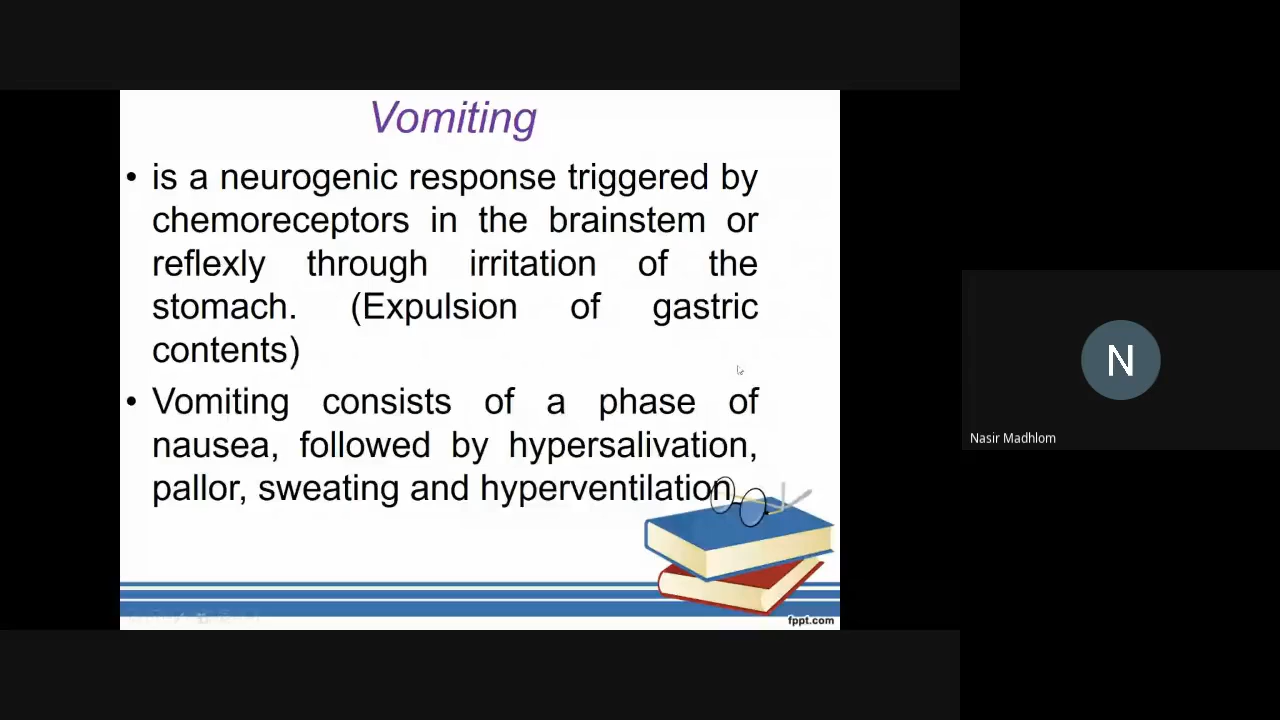 Vomiting
• is a neurogenic response triggered by
chemoreceptors in the brainstem or
reflexly through irritation of the
stomach. (Expulsion of gastric
contents)
• Vomiting consists of a phase of
nausea, followed by hypersalivation,
pallor, sweating and hyperventilation
fppt.com
N
Nasir Madhlom